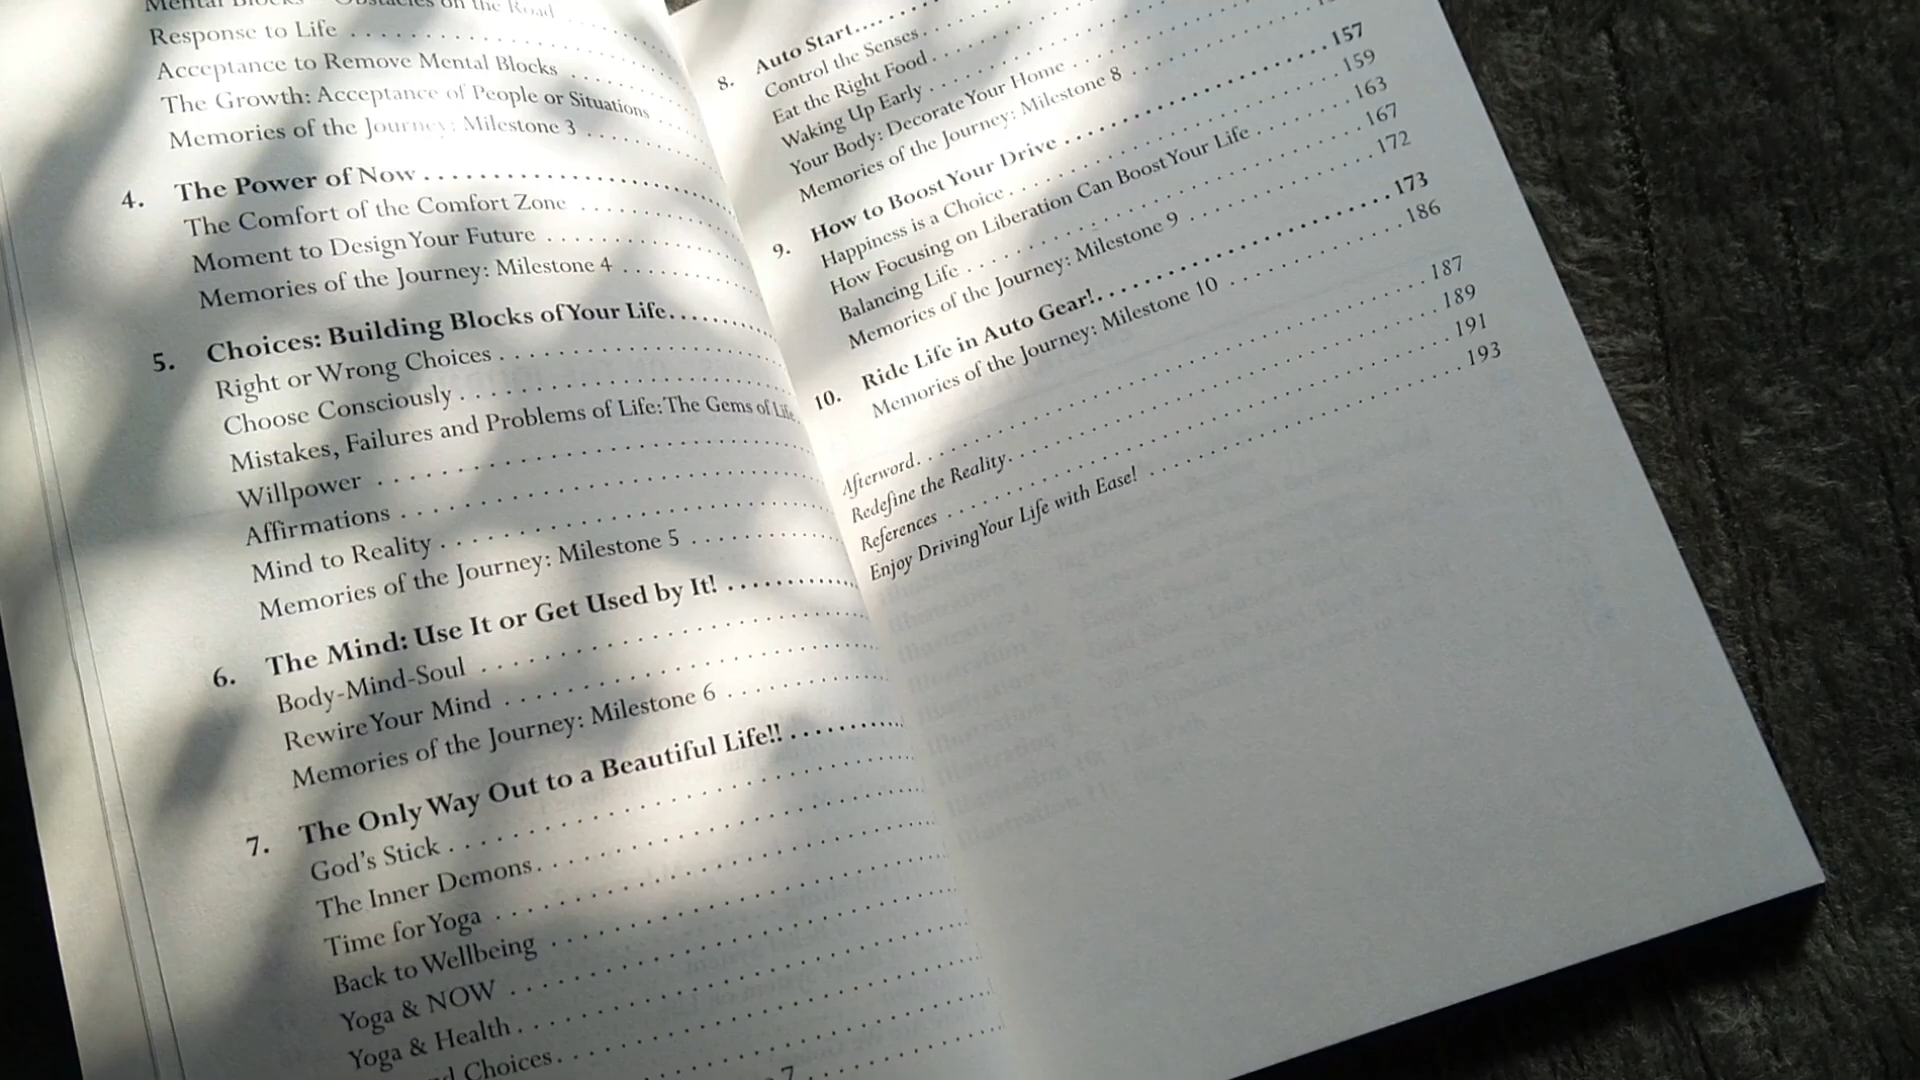 Mental Blocks – Obstacles on the Road
Response to Life . . . . . . . . . . . . . . . .
Acceptance to Remove Mental Blocks . . . . . . . . .
The Growth: Acceptance of People or Situations . . .
Memories of the Journey: Milestone 3 . . . . . . . . .
4. The Power of Now . . . . . . . . . . . . . . . .
The Comfort of the Comfort Zone . . . . . . . . .
Moment to Design Your Future . . . . . . . . . . .
Memories of the Journey: Milestone 4 . . . . . . . .
5. Choices: Building Blocks of Your Life. . . . . . . .
Right or Wrong Choices . . . . . . . . . . . . . .
Choose Consciously . . . . . . . . . . . . . . . .
Mistakes, Failures and Problems of Life: The Gems of Life
Willpower . . . . . . . . . . . . . . . . . . . .
Affirmations . . . . . . . . . . . . . . . . . . .
Mind to Reality . . . . . . . . . . . . . . . . . .
Memories of the Journey: Milestone 5 . . . . . . . .
6. The Mind: Use It or Get Used by It! . . . . . . . .
Body-Mind-Soul . . . . . . . . . . . . . . . . . .
Rewire Your Mind . . . . . . . . . . . . . . . . .
Memories of the Journey: Milestone 6 . . . . . . . .
7. The Only Way Out to a Beautiful Life!! . . . . . . .
God's Stick . . . . . . . . . . . . . . . . . . . .
The Inner Demons. . . . . . . . . . . . . . . . . .
Time for Yoga . . . . . . . . . . . . . . . . . . .
Back to Wellbeing . . . . . . . . . . . . . . . . .
Yoga & NOW . . . . . . . . . . . . . . . . . . . .
Yoga & Health . . . . . . . . . . . . . . . . . . .
Choices. . . . . . . . . . . . . . . . . . . . . .
7 . . . . . . . . .
8. Auto Start. . . . . . . .
Control the Senses. . . . . . . .
Eat the Right Food . . . . . . . .
Waking Up Early . . . . . . . .
Your Body: Decorate Your Home . . . . . . . .
Memories of the Journey: Milestone 8 . . . . . . . .
9. How to Boost Your Drive . . . . . . . . . . . . . 157
Happiness is a Choice . . . . . . . . . . . . . . . 159
How Focusing on Liberation Can Boost Your Life . . . . . . . 163
Balancing Life . . . . . . . . . . . . . . . . . . 167
Memories of the Journey: Milestone 9 . . . . . . . . . . 172
10. Ride Life in Auto Gear!. . . . . . . . . . . . . . 173
Memories of the Journey: Milestone 10 . . . . . . . . . 186
Afterword. . . . . . . . . . . . . . . . . . . . . 187
Redefine the Reality. . . . . . . . . . . . . . . . . 189
References . . . . . . . . . . . . . . . . . . . . 191
Enjoy Driving Your Life with Ease! . . . . . . . . . . . 193